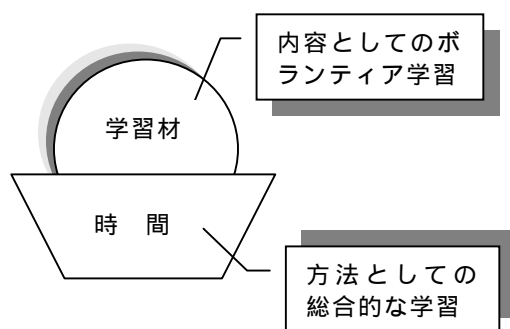 内容としてのボ
ランティア学習
学習材
時　間
方法としての
総合的な学習